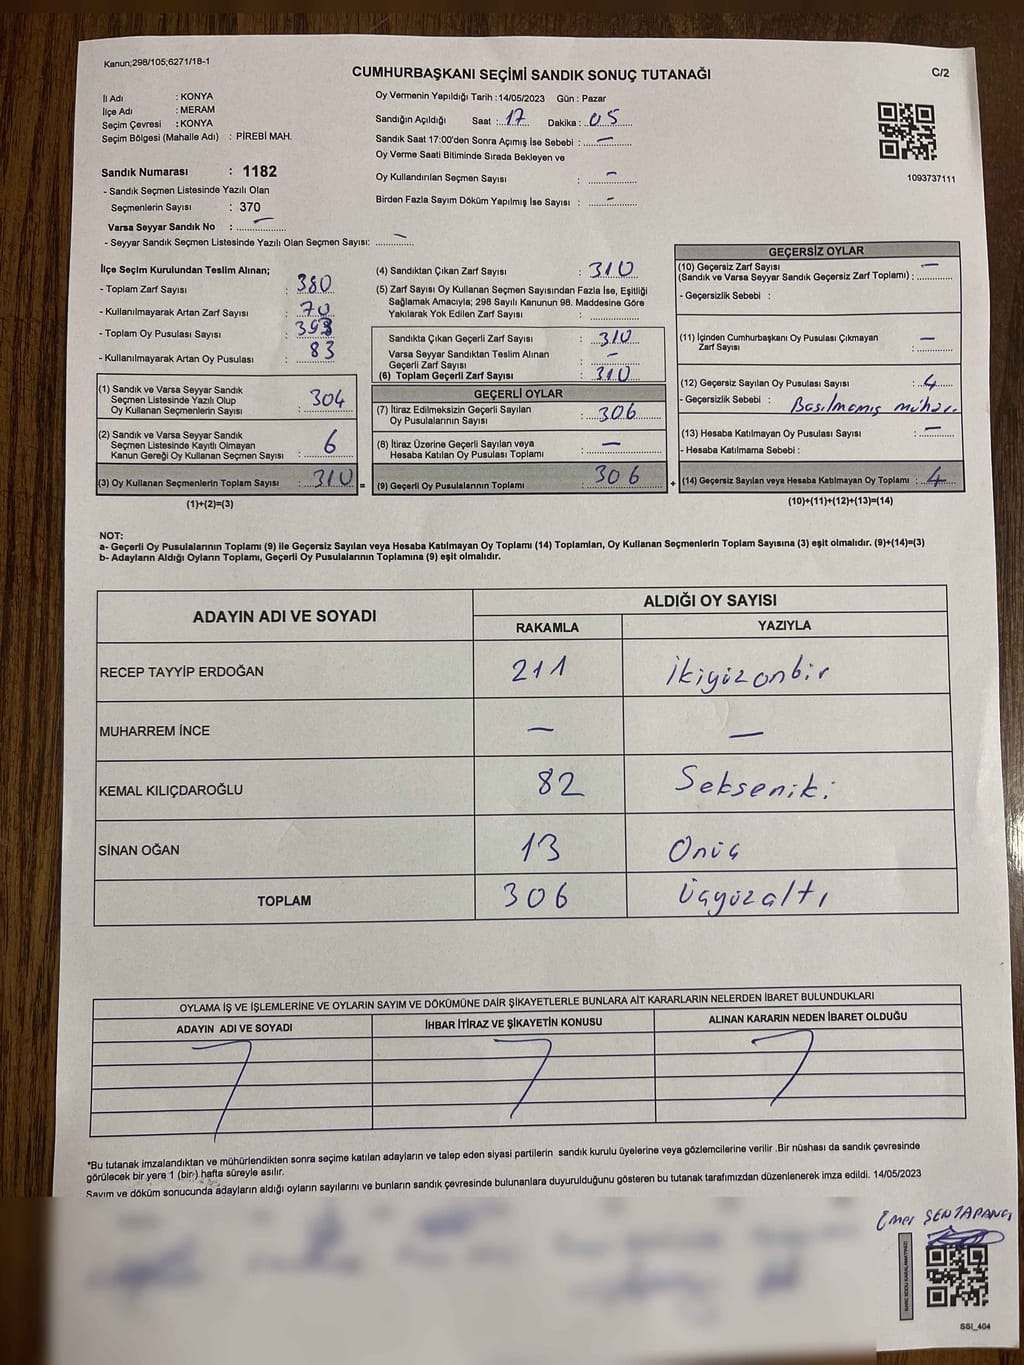 Kanun;298/105;6271/18-1
CUMHURBAŞKANI SEÇİMİ SANDIK SONUÇ TUTANAĞI
C/2
İl Adı : KONYA
İlçe Adı : MERAM
Seçim Çevresi : KONYA
Seçim Bölgesi (Mahalle Adı) : PİREBİ MAH.
Sandık Numarası : 1182
- Sandık Seçmen Listesinde Yazılı Olan
Seçmenlerin Sayısı : 370
Varsa Seyyar Sandık No : —
- Seyyar Sandık Seçmen Listesinde Yazılı Olan Seçmen Sayısı: —
Oy Vermenin Yapıldığı Tarih :14/05/2023 Gün : Pazar
Sandığın Açıldığı Saat : 17 Dakika : 05
Sandık Saat 17:00'den Sonra Açımış İse Sebebi : —
Oy Verme Saati Bitiminde Sırada Bekleyen ve
Oy Kullandırılan Seçmen Sayısı : —
Birden Fazla Sayım Döküm Yapılmış İse Sayısı : -
1093737111
İlçe Seçim Kurulundan Teslim Alınan;
- Toplam Zarf Sayısı : 380
- Kullanılmayarak Artan Zarf Sayısı : 70
- Toplam Oy Pusulası Sayısı : 393
- Kullanılmayarak Artan Oy Pusulası : 83
(1) Sandık ve Varsa Seyyar Sandık
Seçmen Listesinde Yazılı Olup
Oy Kullanan Seçmenlerin Sayısı : 304
(2) Sandık ve Varsa Seyyar Sandık
Seçmen Listesinde Kayıtlı Olmayan
Kanun Gereği Oy Kullanan Seçmen Sayısı : 6
(3) Oy Kullanan Seçmenlerin Toplam Sayısı : 310 =
(1)+(2)=(3)
(4) Sandıktan Çıkan Zarf Sayısı : 310
(5) Zarf Sayısı Oy Kullanan Seçmen Sayısından Fazla İse, Eşitliği
Sağlamak Amacıyla; 298 Sayılı Kanunun 98. Maddesine Göre
Yakılarak Yok Edilen Zarf Sayısı :
Sandıkta Çıkan Geçerli Zarf Sayısı : 310
Varsa Seyyar Sandıktan Teslim Alınan
Geçerli Zarf Sayısı : —
(6) Toplam Geçerli Zarf Sayısı : 310
GEÇERLİ OYLAR
(7) İtiraz Edilmeksizin Geçerli Sayılan
Oy Pusulalarının Sayısı : 306
(8) İtiraz Üzerine Geçerli Sayılan veya
Hesaba Katılan Oy Pusulası Toplamı : —
(9) Geçerli Oy Pusulalarının Toplamı : 306 +
GEÇERSİZ OYLAR
(10) Geçersiz Zarf Sayısı
(Sandık ve Varsa Seyyar Sandık Geçersiz Zarf Toplamı) : —
- Geçersizlik Sebebi :
(11) İçinden Cumhurbaşkanı Oy Pusulası Çıkmayan
Zarf Sayısı : —
(12) Geçersiz Sayılan Oy Pusulası Sayısı : 4
- Geçersizlik Sebebi : Basılmamış
(13) Hesaba Katılmayan Oy Pusulası Sayısı : —
- Hesaba Katılmama Sebebi :
(14) Geçersiz Sayılan veya Hesaba Katılmayan Oy Toplamı : 4
(10)+(11)+(12)+(13)=(14)
NOT:
a- Geçerli Oy Pusulalarının Toplamı (9) ile Geçersiz Sayılan veya Hesaba Katılmayan Oy Toplamı (14) Toplamları, Oy Kullanan Seçmenlerin Toplam Sayısına (3) eşit olmalıdır. (9)+(14)=(3)
b- Adayların Aldığı Oyların Toplamı, Geçerli Oy Pusulalarının Toplamına (9) eşit olmalıdır.
ADAYIN ADI VE SOYADI
ALDIĞI OY SAYISI
RAKAMLA YAZIYLA
RECEP TAYYİP ERDOĞAN 211 İkiyüzonbir
MUHARREM İNCE — —
KEMAL KILIÇDAROĞLU 82 Sekseniki
SİNAN OĞAN 13 Onüç
TOPLAM 306 Üçyüzaltı
OYLAMA İŞ VE İŞLEMLERİNE VE OYLARIN SAYIM VE DÖKÜMÜNE DAİR ŞİKAYETLERLE BUNLARA AİT KARARLARIN NELERDEN İBARET BULUNDUKLARI
ADAYIN ADI VE SOYADI İHBAR İTİRAZ VE ŞİKAYETİN KONUSU ALINAN KARARIN NEDEN İBARET OLDUĞU
*Bu tutanak imzalandıktan ve mühürlendikten sonra seçime katılan adayların ve talep eden siyasi partilerin sandık kurulu üyelerine veya gözlemcilerine verilir .Bir nüshası da sandık çevresinde
görülecek bir yere 1 (bir) hafta süreyle asılır.
Sayım ve döküm sonucunda adayların aldığı oyların sayılarını ve bunların sandık çevresinde bulunanlara duyurulduğunu gösteren bu tutanak tarafımızdan düzenlenerek imza edildi. 14/05/2023
SSI_404